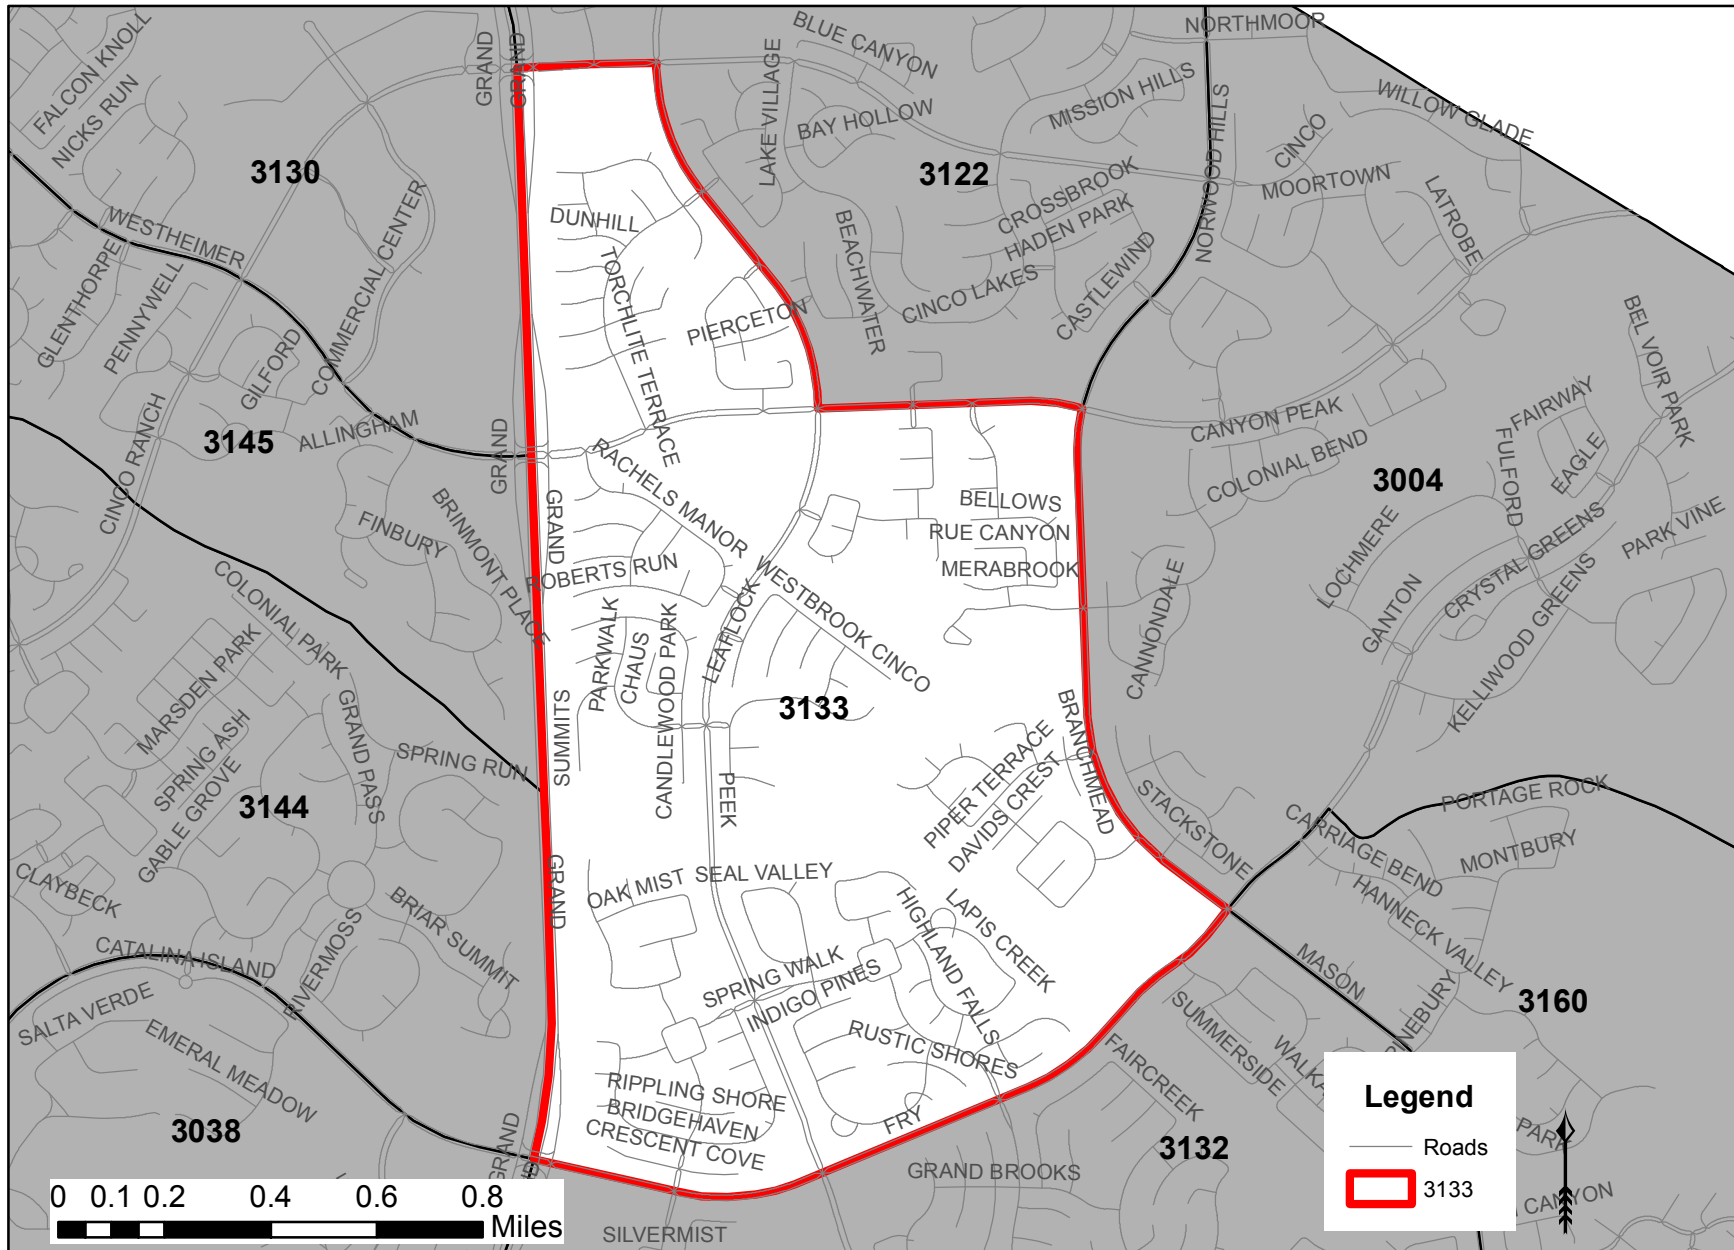 NORTHMOOR
FALCON KNOLL
NICKS RUN
GRAND
GRAND
BLUE CANYON
LAKE VILLAGE
BAY HOLLOW
MISSION HILLS
WILLOW GLADE
NORWOOD HILLS
CINCO
3130
3122
CROSSBROOK
MOORTOWN
LATROBE
HADEN PARK
WESTHEIMER
COMMERCIAL CENTER
DUNHILL
BEACHWATER
CASTLEWIND
CINCO LAKES
GLENTHORPE
PENNYWELL
TORCHLITE TERRACE
PIERCETON
BEL VOIR PARK
GILFORD
CANYON PEAK
FAIRWAY
ALLINGHAM
3145
GRAND
RACHELS MANOR
COLONIAL BEND
3004
FULFORD
EAGLE
CINCO RANCH
FINBURY
BRINMONT PLACE
GRAND
BELLOWS
RUE CANYON
MERABROOK
LOCHMERE
CRYSTAL GREENS
PARK VINE
COLONIAL PARK
ROBERTS RUN
WESTBROOK CINCO
LEAFLOCK
CANNONDALE
GANTON
KELLIWOOD GREENS
MARSDEN PARK
PARKWALK
CHAUS
CANDLEWOOD PARK
3133
SPRING ASH
GRAND PASS
SPRING RUN
SUMMITS
PEEK
BRANCHMEAD
PIPER TERRACE
DAVIDS CREST
STACKSTONE
3144
GABLE GROVE
PORTAGE ROCK
CARRIAGE BEND
MONTBURY
CLAYBECK
GRAND
OAK MIST
SEAL VALLEY
HANNECK VALLEY
BRIAR SUMMIT
HIGHLAND FALLS
LAPIS CREEK
CATALINA ISLAND
RIVERMOSS
SPRING WALK
INDIGO PINES
MASON
3160
SALTA VERDE
EMERAL MEADOW
RUSTIC SHORES
SUMMERSIDE
FAIRCREEK
RIPPLING SHORE
BRIDGEHAVEN
CRESCENT COVE
FRY
3038
GRAND
3132
GRAND BROOKS
SILVERMIST
PARK
CANYON
Legend
Roads
3133
0 0.1 0.2 0.4 0.6 0.8
Miles